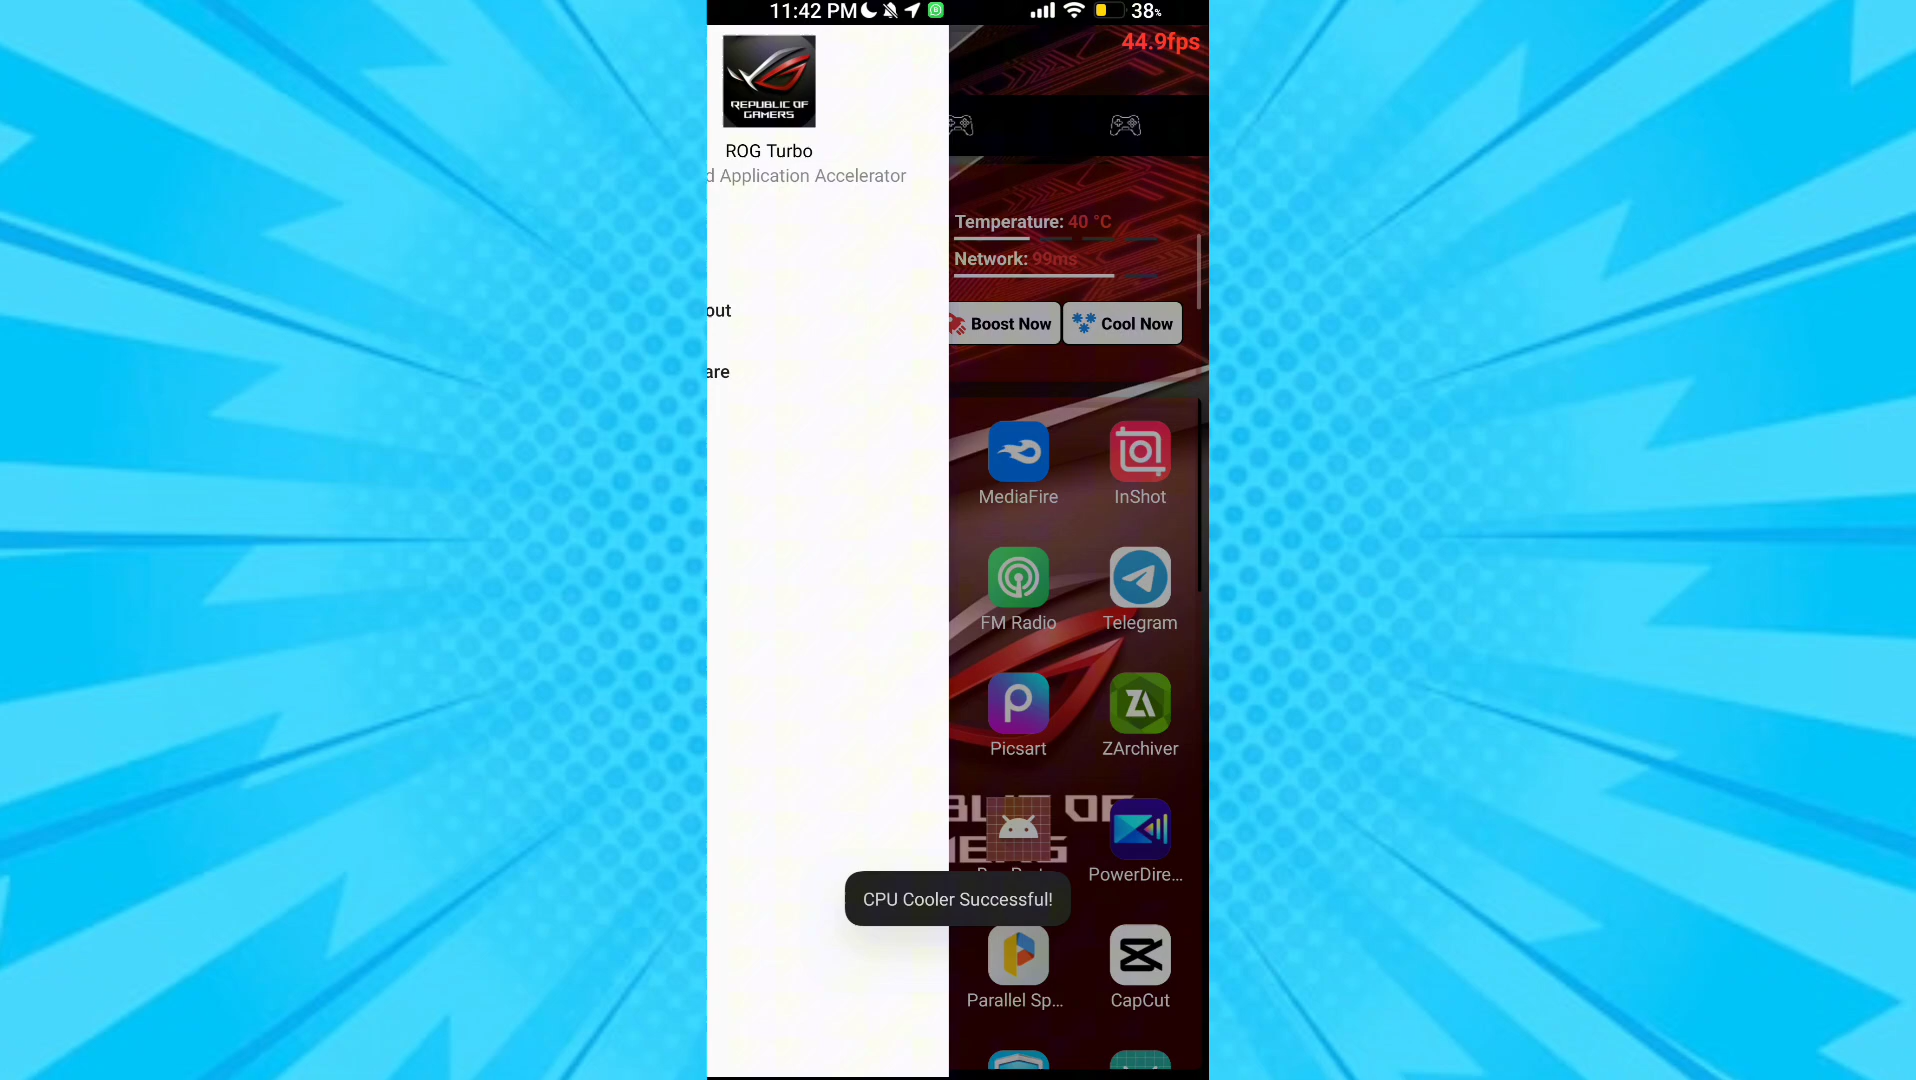 11:42 PM
38%
44.9fps
REPUBLIC OF
GAMERS
ROG Turbo
d Application Accelerator
Temperature: 40 °C
Network: 99ms
out
Boost Now
Cool Now
are
MediaFire
InShot
FM Radio
Telegram
Picsart
ZArchiver
PowerDire...
CPU Cooler Successful!
Parallel Sp...
CapCut